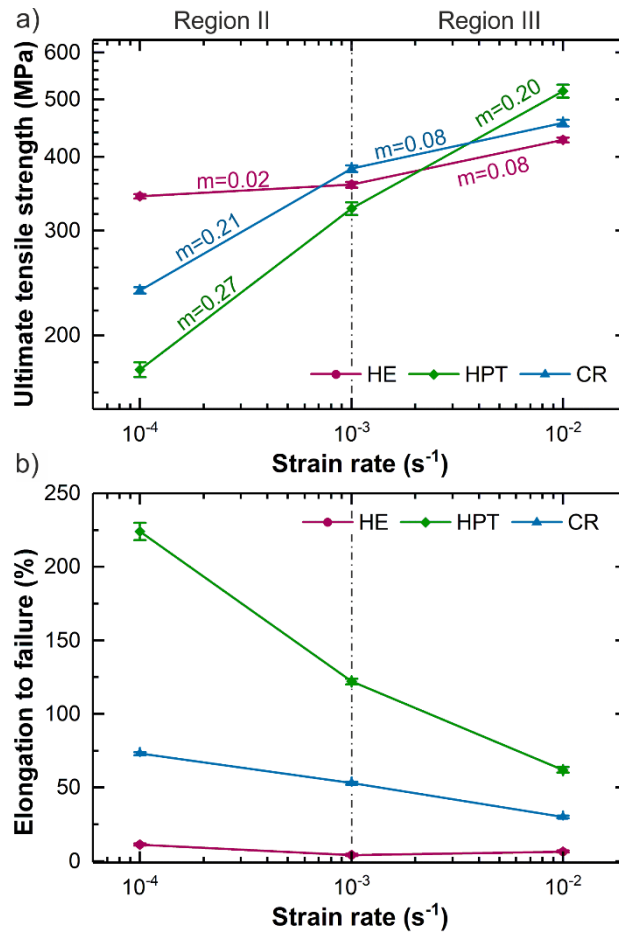 a) Region II Region III
Ultimate tensile strength (MPa)
600
500
400
300
200
m=0.02
m=0.21
m=0.27
m=0.08
m=0.20
m=0.08
HE HPT CR
10⁻⁴ 10⁻³ 10⁻²
Strain rate (s⁻¹)
b)
Elongation to failure (%)
250
200
150
100
50
0
HE HPT CR
10⁻⁴ 10⁻³ 10⁻²
Strain rate (s⁻¹)